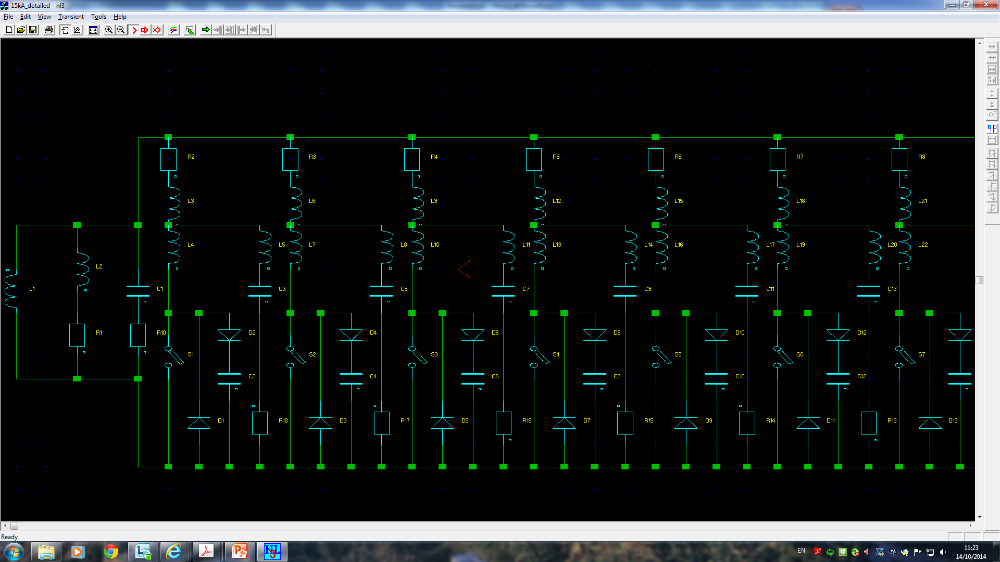 15kA_detailed - nl3
File Edit View Transient Tools Help
R2 R3 R4 R5 R6 R7 R8
L3 L6 L9 L12 L15 L18 L21
L4 L5 L7 L8 L10 L11 L13 L14 L16 L17 L19 L20 L22
L2
L1 C1 C3 C5 C7 C9 C11 C13
R1 R10 D2 D4 D6 D8 D10 D12
S1 S2 S3 S4 S5 S6 S7
C2 C4 C6 C8 C10 C12
D1 R18 D3 R17 D5 R16 D7 R15 D9 R14 D11 R13 D13
Ready
NL3
EN
11:23
14/10/2014